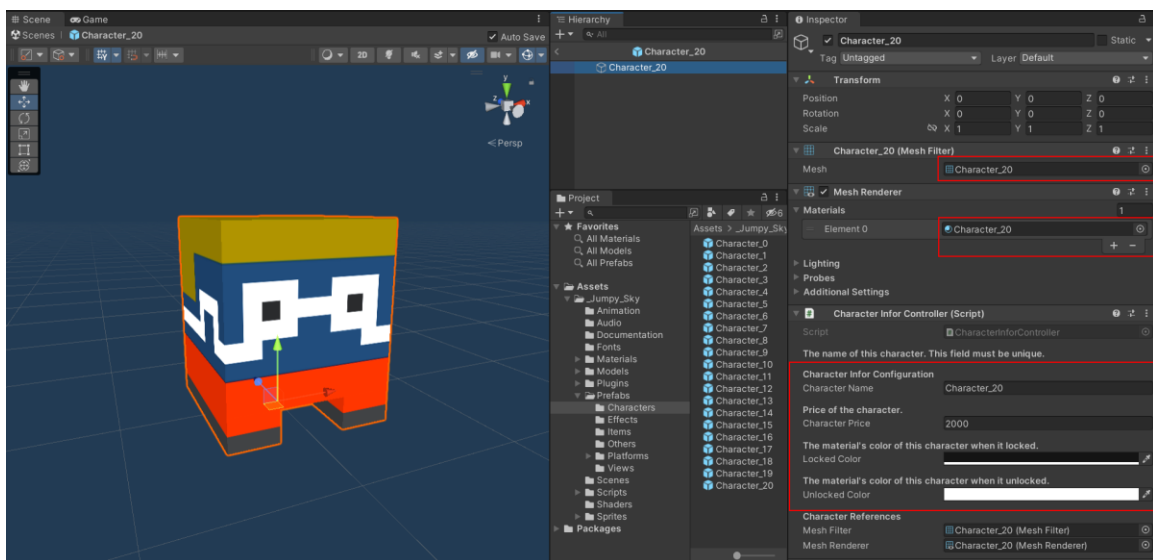 Scene
Game
Scenes
Character_20
Auto Save
2D
y
z
x
Persp
Hierarchy
All
Character_20
Character_20
Project
6
Favorites
All Materials
All Models
All Prefabs
Assets
_Jumpy_Sky
Animation
Audio
Documentation
Fonts
Materials
Models
Plugins
Prefabs
Characters
Effects
Items
Others
Platforms
Views
Scenes
Scripts
Shaders
Sprites
Packages
Assets > _Jumpy_Sky
Character_0
Character_1
Character_2
Character_3
Character_4
Character_5
Character_6
Character_7
Character_8
Character_9
Character_10
Character_11
Character_12
Character_13
Character_14
Character_15
Character_16
Character_17
Character_18
Character_19
Character_20
Inspector
Character_20
Static
Tag Untagged
Layer Default
Transform
Position X 0 Y 0 Z 0
Rotation X 0 Y 0 Z 0
Scale X 1 Y 1 Z 1
Character_20 (Mesh Filter)
Mesh Character_20
Mesh Renderer
Materials 1
Element 0 Character_20
+ −
Lighting
Probes
Additional Settings
Character Infor Controller (Script)
Script CharacterInforController
The name of this character. This field must be unique.
Character Infor Configuration
Character Name Character_20
Price of the character.
Character Price 2000
The material's color of this character when it locked.
Locked Color
The material's color of this character when it unlocked.
Unlocked Color
Character References
Mesh Filter Character_20 (Mesh Filter)
Mesh Renderer Character_20 (Mesh Renderer)